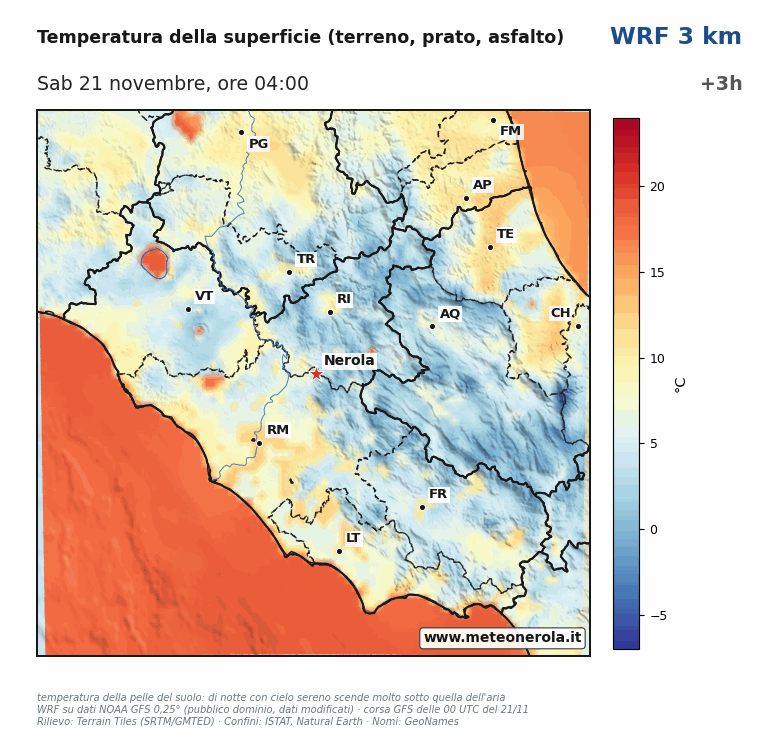 Temperatura della superficie (terreno, prato, asfalto)
WRF 3 km
Sab 21 novembre, ore 04:00
+3h
FM
PG
AP
TE
TR
VT
RI
AQ
CH
Nerola
RM
FR
LT
www.meteonerola.it
20
15
10
5
0
−5
°C
temperatura della pelle del suolo: di notte con cielo sereno scende molto sotto quella dell'aria
WRF su dati NOAA GFS 0,25° (pubblico dominio, dati modificati) · corsa GFS delle 00 UTC del 21/11
Rilievo: Terrain Tiles (SRTM/GMTED) · Confini: ISTAT, Natural Earth · Nomi: GeoNames